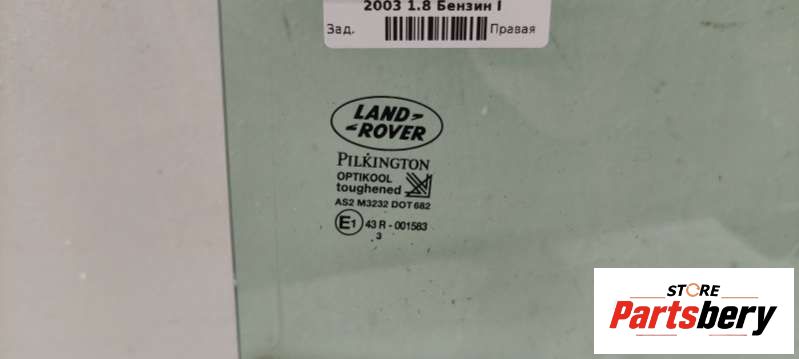 2003 1.8 Бензин I
Зад. Правая
LAND-
-ROVER
PILKINGTON
OPTIKOOL
toughened
AS2 M3232 DOT 682
E1 43 R - 001583
3
STORE
Partsbery